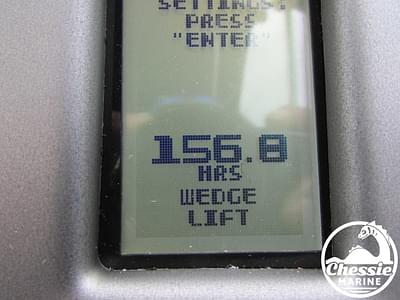 SETTINGS,
PRESS
"ENTER"
156.8
HRS
WEDGE
LIFT
Chessie
MARINE